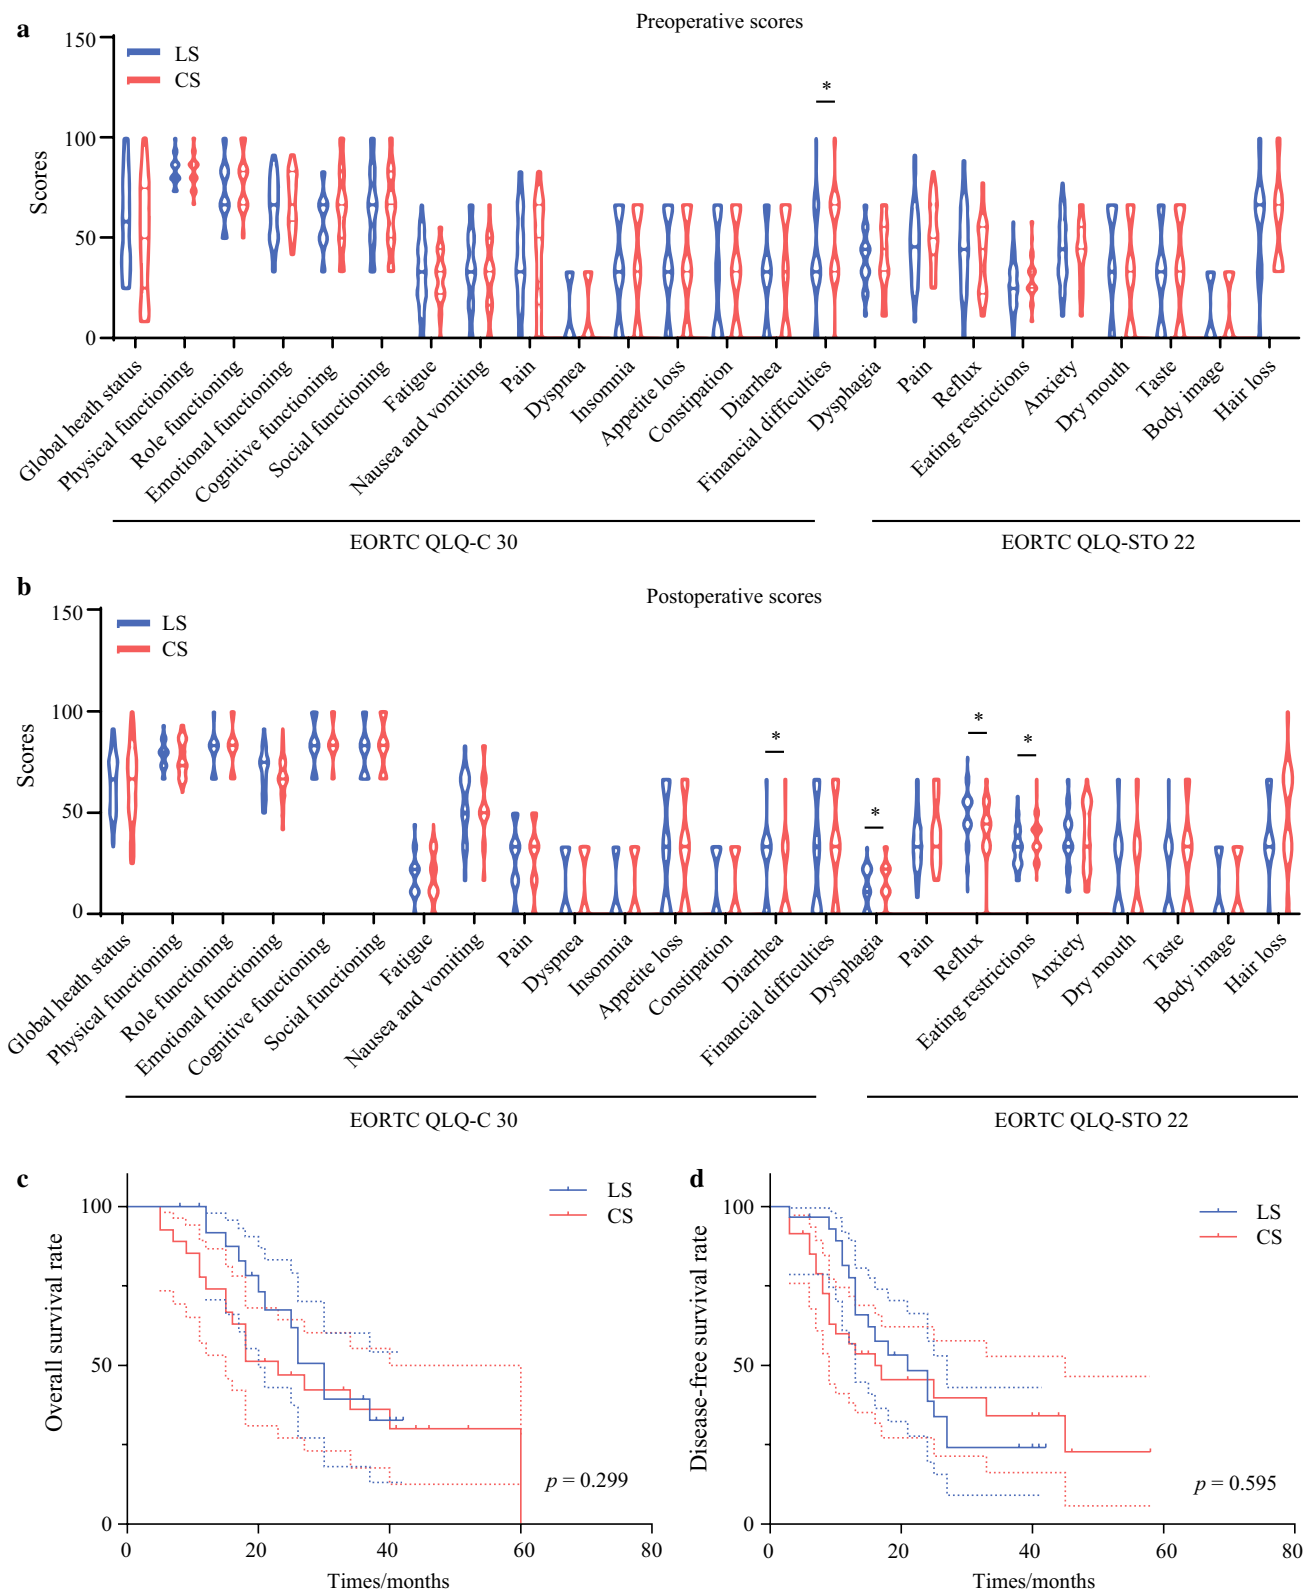 a
Preoperative scores
150
100
50
0
Scores
LS
CS
*
Global heath status
Physical functioning
Role functioning
Emotional functioning
Cognitive functioning
Social functioning
Fatigue
Nausea and vomiting
Pain
Dyspnea
Insomnia
Appetite loss
Constipation
Diarrhea
Financial difficulties
Dysphagia
Pain
Reflux
Eating restrictions
Anxiety
Dry mouth
Taste
Body image
Hair loss
EORTC QLQ-C 30
EORTC QLQ-STO 22
b
Postoperative scores
150
100
50
0
Scores
LS
CS
*
*
*
*
Global heath status
Physical functioning
Role functioning
Emotional functioning
Cognitive functioning
Social functioning
Fatigue
Nausea and vomiting
Pain
Dyspnea
Insomnia
Appetite loss
Constipation
Diarrhea
Financial difficulties
Dysphagia
Pain
Reflux
Eating restrictions
Anxiety
Dry mouth
Taste
Body image
Hair loss
EORTC QLQ-C 30
EORTC QLQ-STO 22
c
LS
CS
100
50
0
Overall survival rate
p = 0.299
0 20 40 60 80
Times/months
d
LS
CS
100
50
0
Disease-free survival rate
p = 0.595
0 20 40 60 80
Times/months